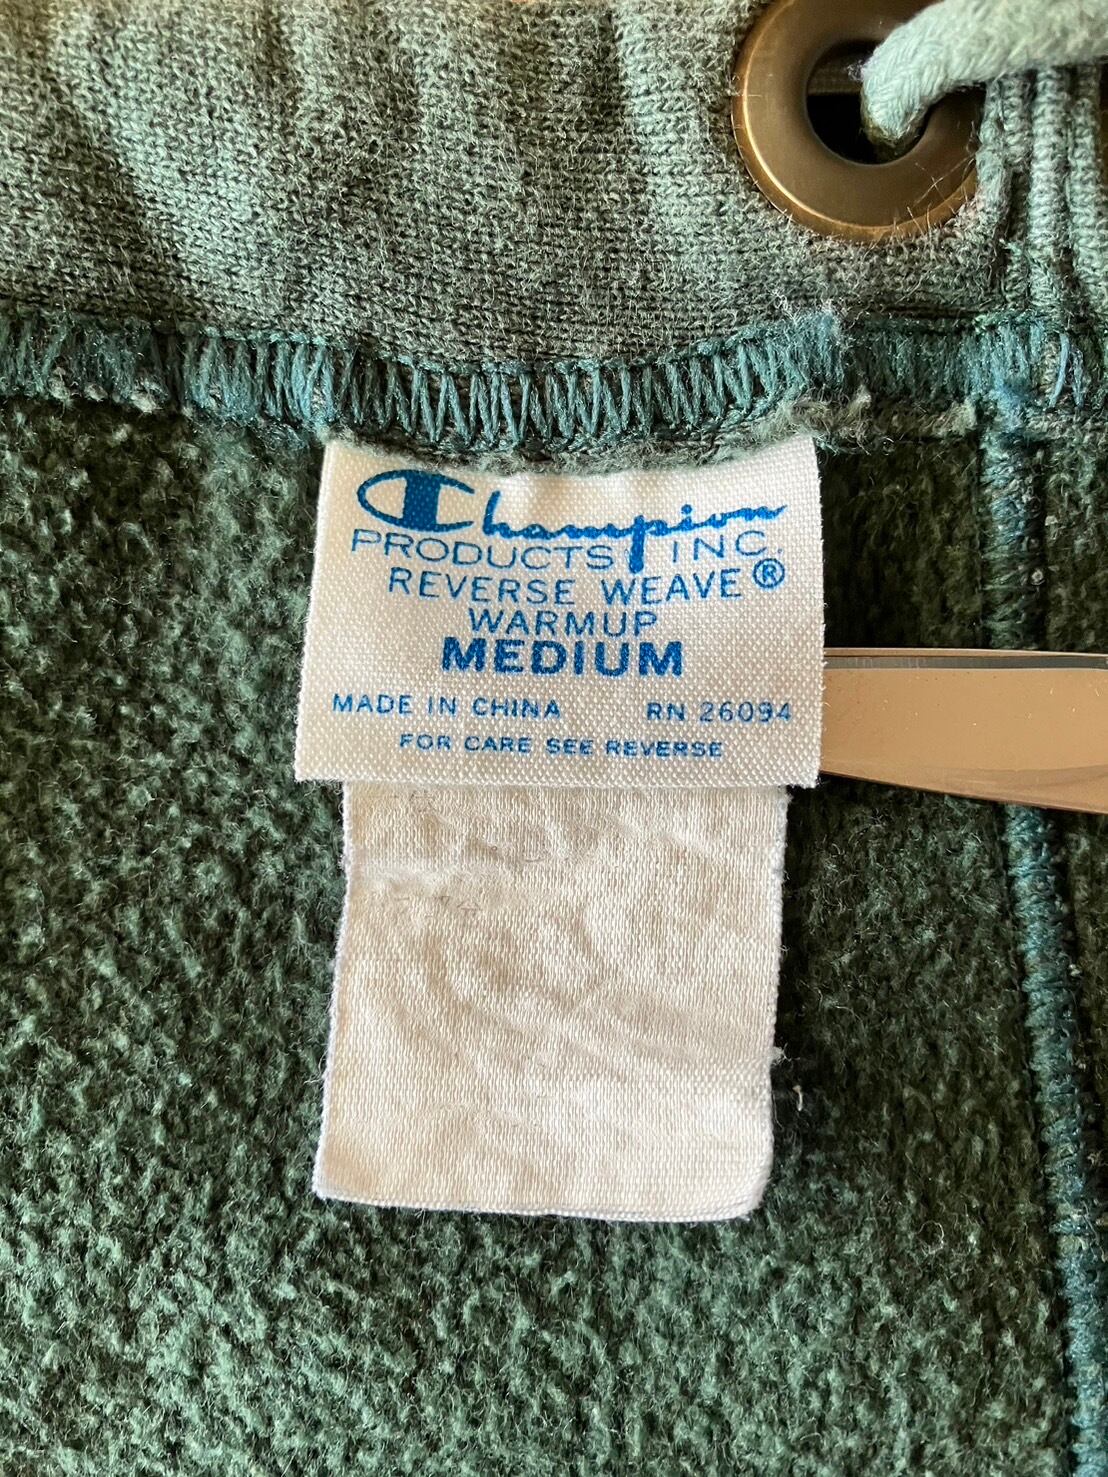 Champion
PRODUCTS INC.
REVERSE WEAVE®
WARMUP
MEDIUM
MADE IN CHINA RN 26094
FOR CARE SEE REVERSE